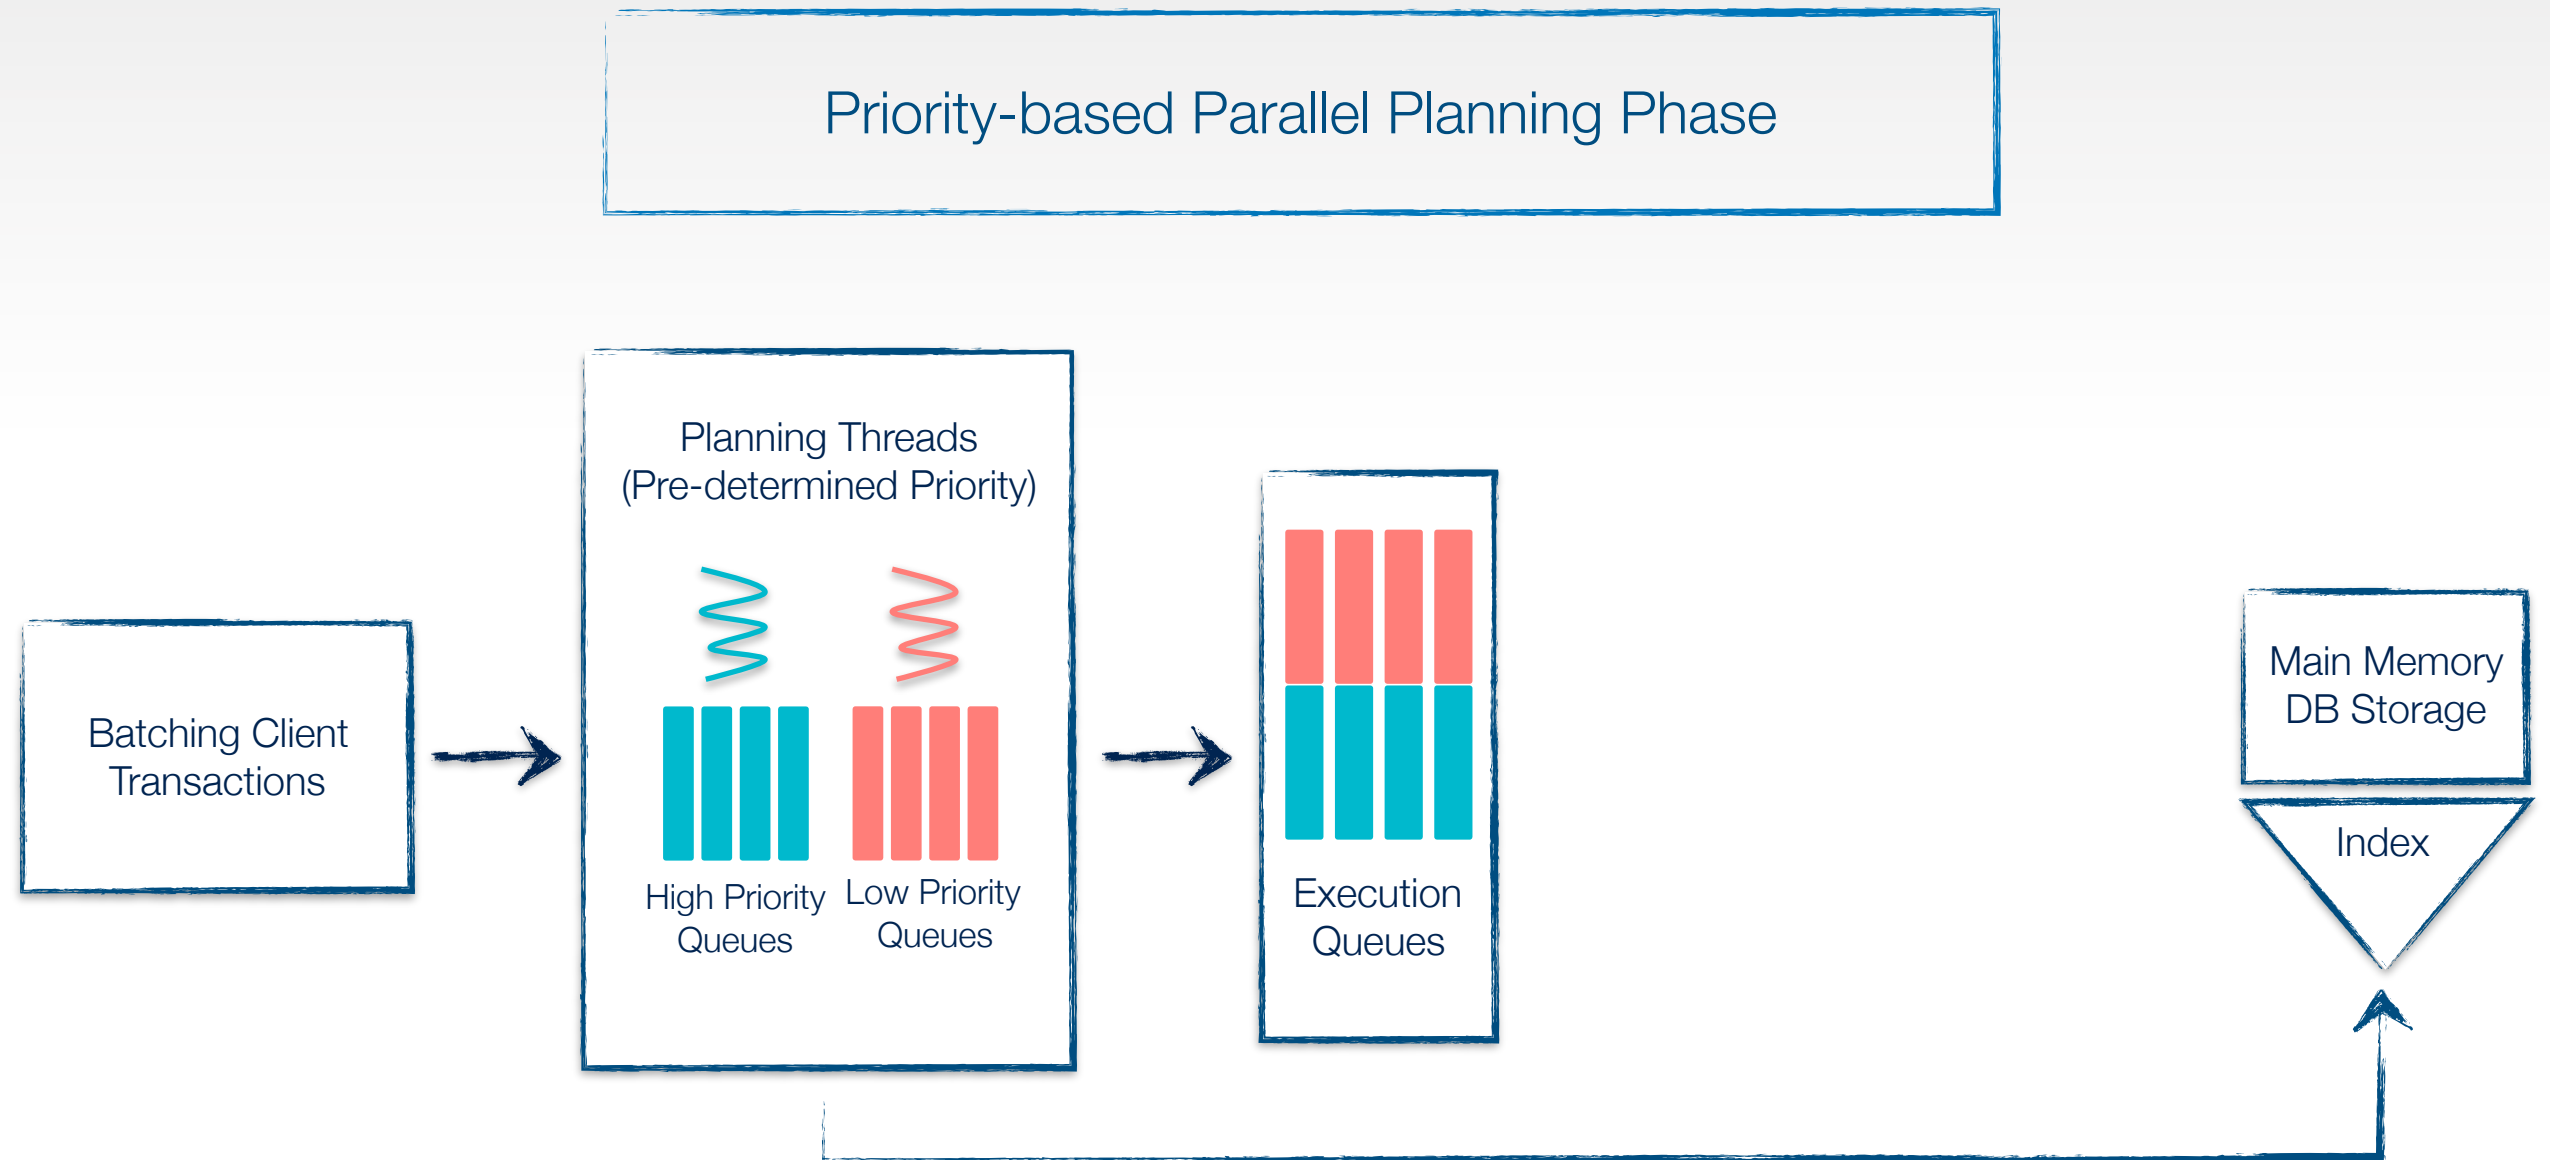 Priority-based Parallel Planning Phase
Planning Threads
(Pre-determined Priority)
Batching Client
Transactions
High Priority
Queues
Low Priority
Queues
Execution
Queues
Main Memory
DB Storage
Index